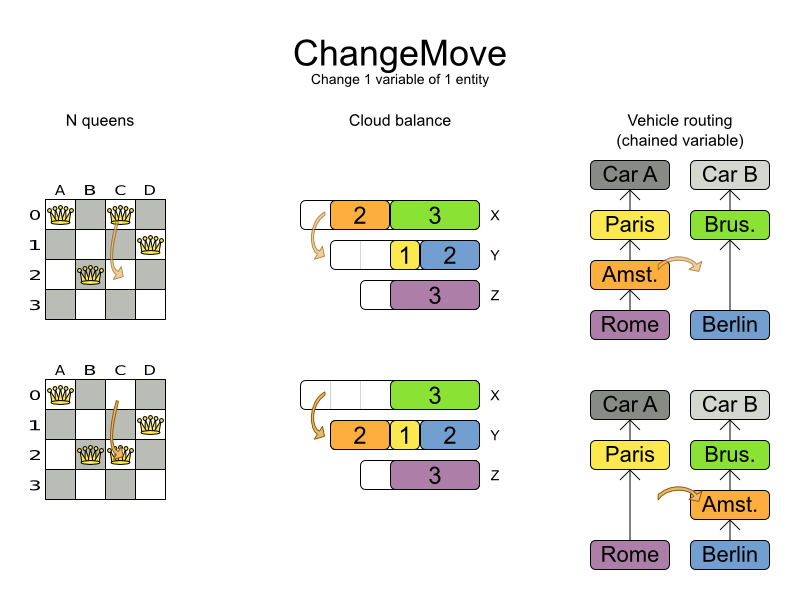 ChangeMove
Change 1 variable of 1 entity
N queens
Cloud balance
Vehicle routing
(chained variable)
A B C D
0
1
2
3
2 3 X
1 2 Y
3 Z
Car A Car B
Paris Brus.
Amst.
Rome Berlin
A B C D
0
1
2
3
3 X
2 1 2 Y
3 Z
Car A Car B
Paris Brus.
Amst.
Rome Berlin